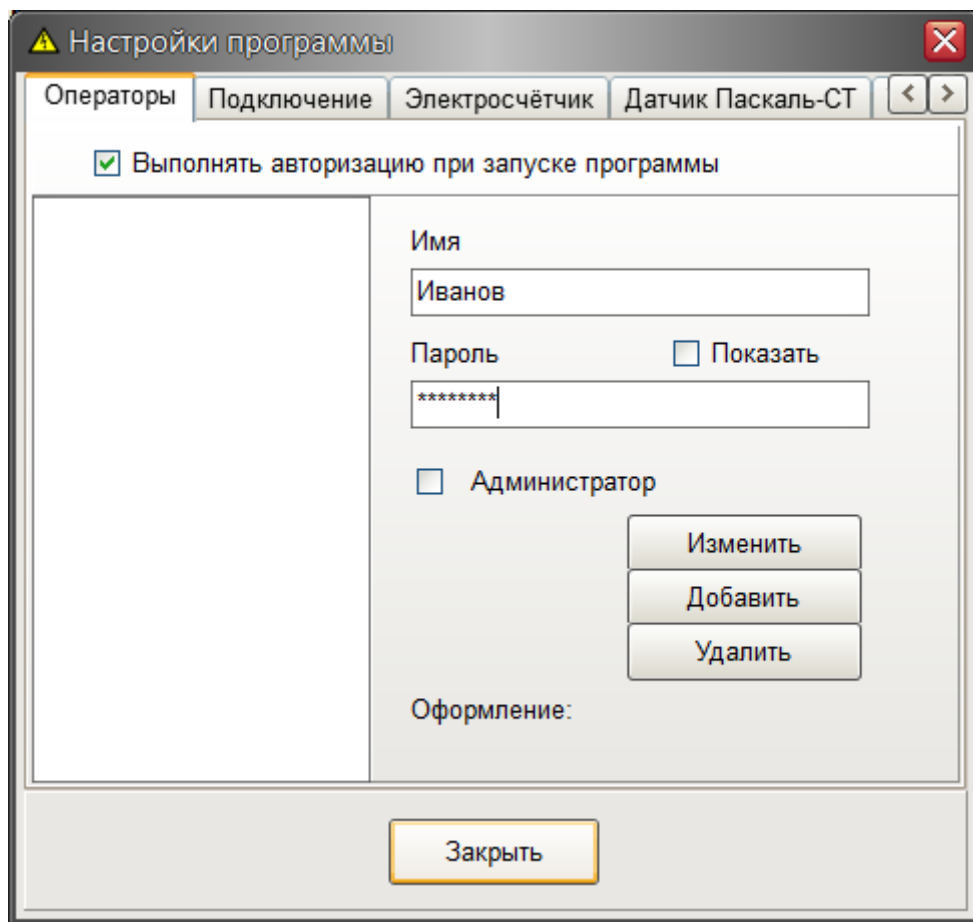 Настройки программы
Операторы Подключение Электросчётчик Датчик Паскаль-СТ < >
Выполнять авторизацию при запуске программы
Имя
Иванов
Пароль Показать
********
Администратор
Изменить
Добавить
Удалить
Оформление:
Закрыть